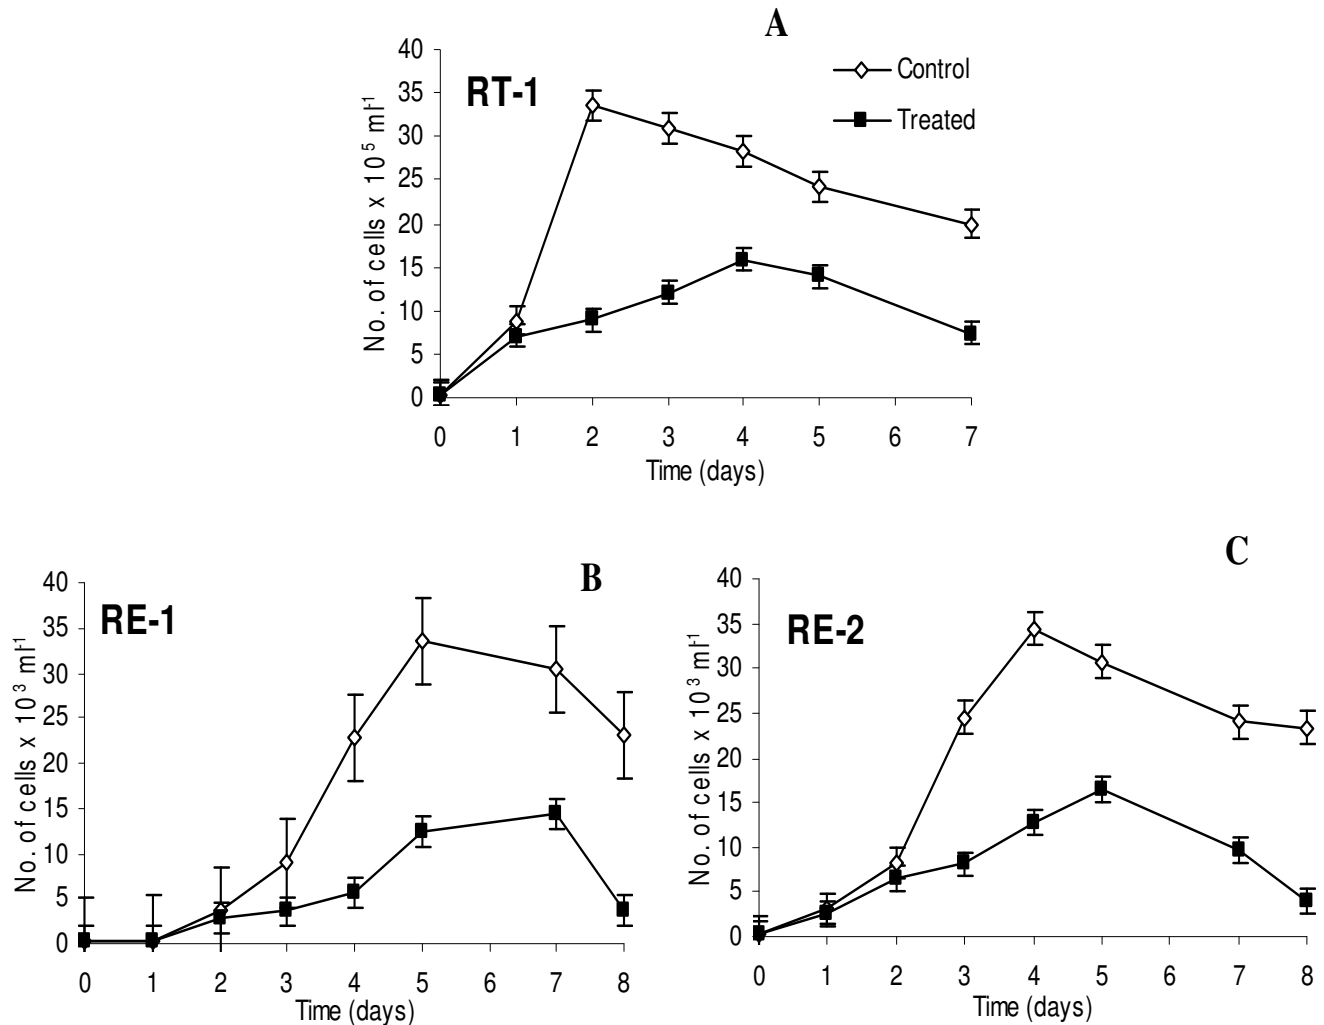 A
RT-1
Control
Treated
No. of cells x 10⁵ ml⁻¹
40
35
30
25
20
15
10
5
0
0 1 2 3 4 5 6 7
Time (days)
B
RE-1
No. of cells x 10³ ml⁻¹
40
35
30
25
20
15
10
5
0
0 1 2 3 4 5 6 7 8
Time (days)
C
RE-2
No. of cells x 10³ ml⁻¹
40
35
30
25
20
15
10
5
0
0 1 2 3 4 5 6 7 8
Time (days)